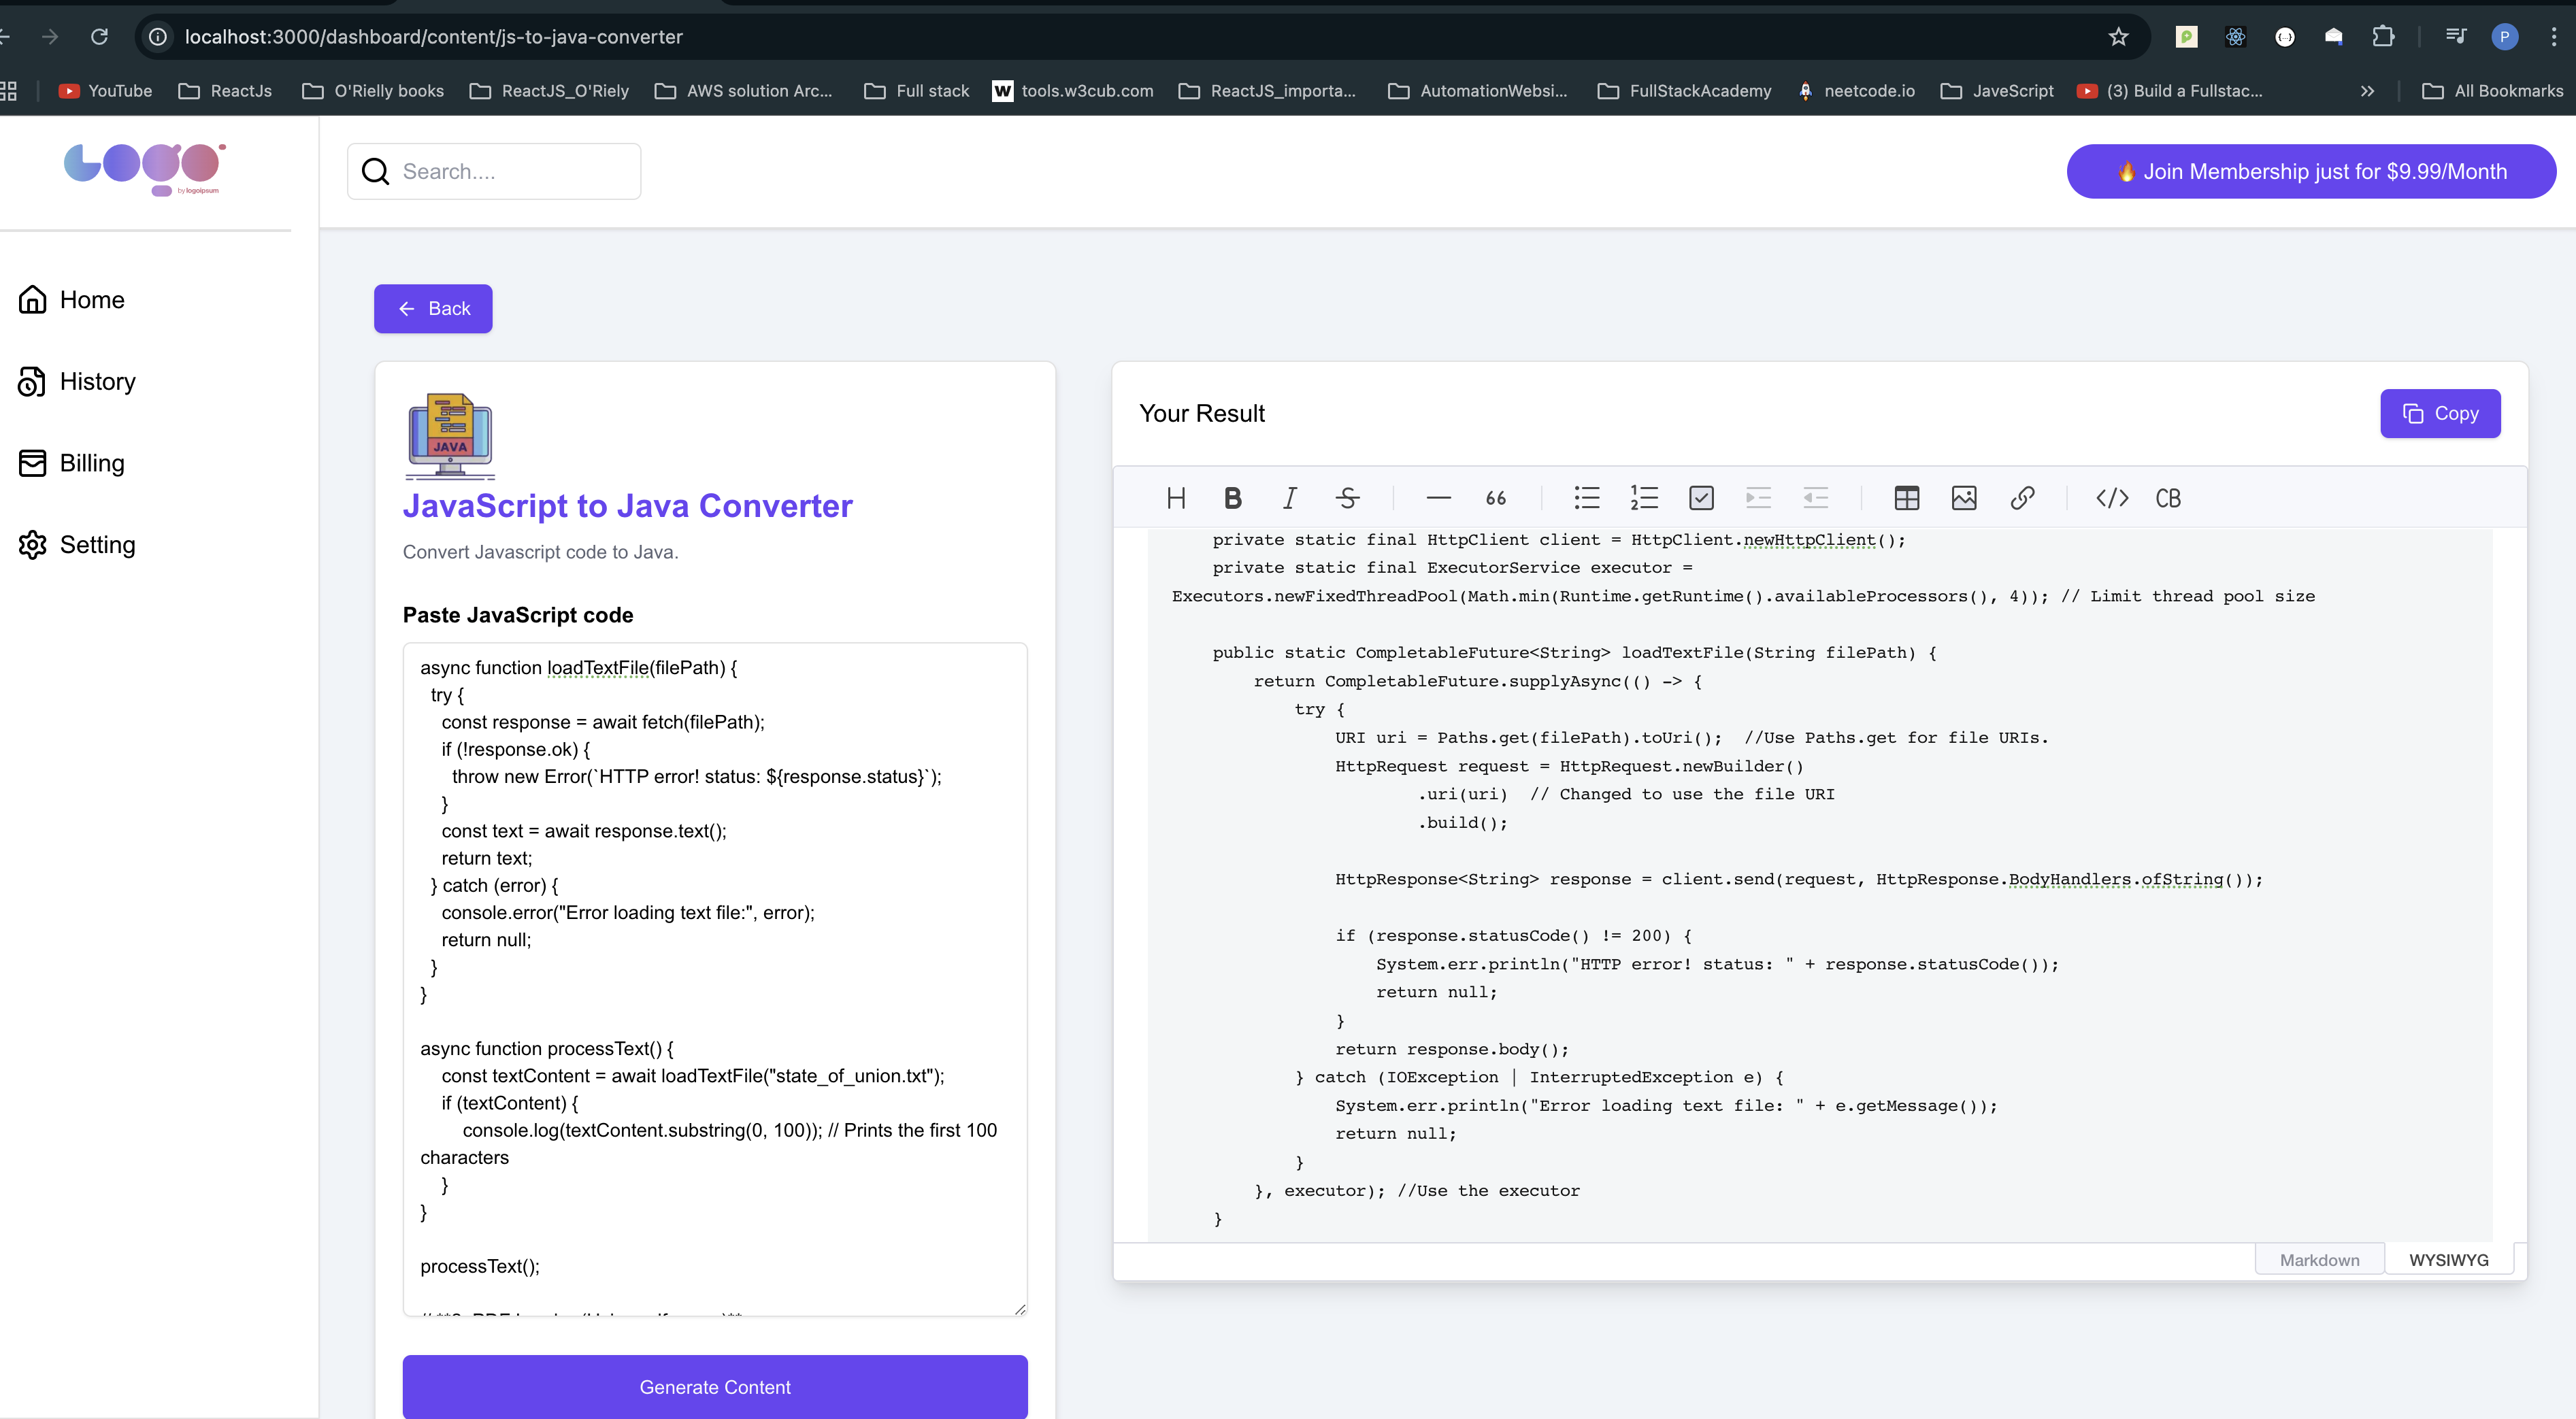 localhost:3000/dashboard/content/js-to-java-converter
P
YouTube ReactJs O'Rielly books ReactJS_O'Riely AWS solution Arc... Full stack W tools.w3cub.com ReactJS_importa... AutomationWebsi... FullStackAcademy neetcode.io JaveScript (3) Build a Fullstac... All Bookmarks
LOGO
by logoipsum
Search....
🔥 Join Membership just for $9.99/Month
Home
History
Billing
Setting
Back
JAVA
JavaScript to Java Converter
Convert Javascript code to Java.
Paste JavaScript code
async function loadTextFile(filePath) {
try {
const response = await fetch(filePath);
if (!response.ok) {
throw new Error(`HTTP error! status: ${response.status}`);
}
const text = await response.text();
return text;
} catch (error) {
console.error("Error loading text file:", error);
return null;
}
}
async function processText() {
const textContent = await loadTextFile("state_of_union.txt");
if (textContent) {
console.log(textContent.substring(0, 100)); // Prints the first 100
characters
}
}
processText();
Generate Content
Your Result
Copy
H B I S 66 CB
private static final HttpClient client = HttpClient.newHttpClient();
private static final ExecutorService executor =
Executors.newFixedThreadPool(Math.min(Runtime.getRuntime().availableProcessors(), 4)); // Limit thread pool size
public static CompletableFuture<String> loadTextFile(String filePath) {
return CompletableFuture.supplyAsync(() -> {
try {
URI uri = Paths.get(filePath).toUri(); //Use Paths.get for file URIs.
HttpRequest request = HttpRequest.newBuilder()
.uri(uri) // Changed to use the file URI
.build();
HttpResponse<String> response = client.send(request, HttpResponse.BodyHandlers.ofString());
if (response.statusCode() != 200) {
System.err.println("HTTP error! status: " + response.statusCode());
return null;
}
return response.body();
} catch (IOException | InterruptedException e) {
System.err.println("Error loading text file: " + e.getMessage());
return null;
}
}, executor); //Use the executor
}
Markdown WYSIWYG